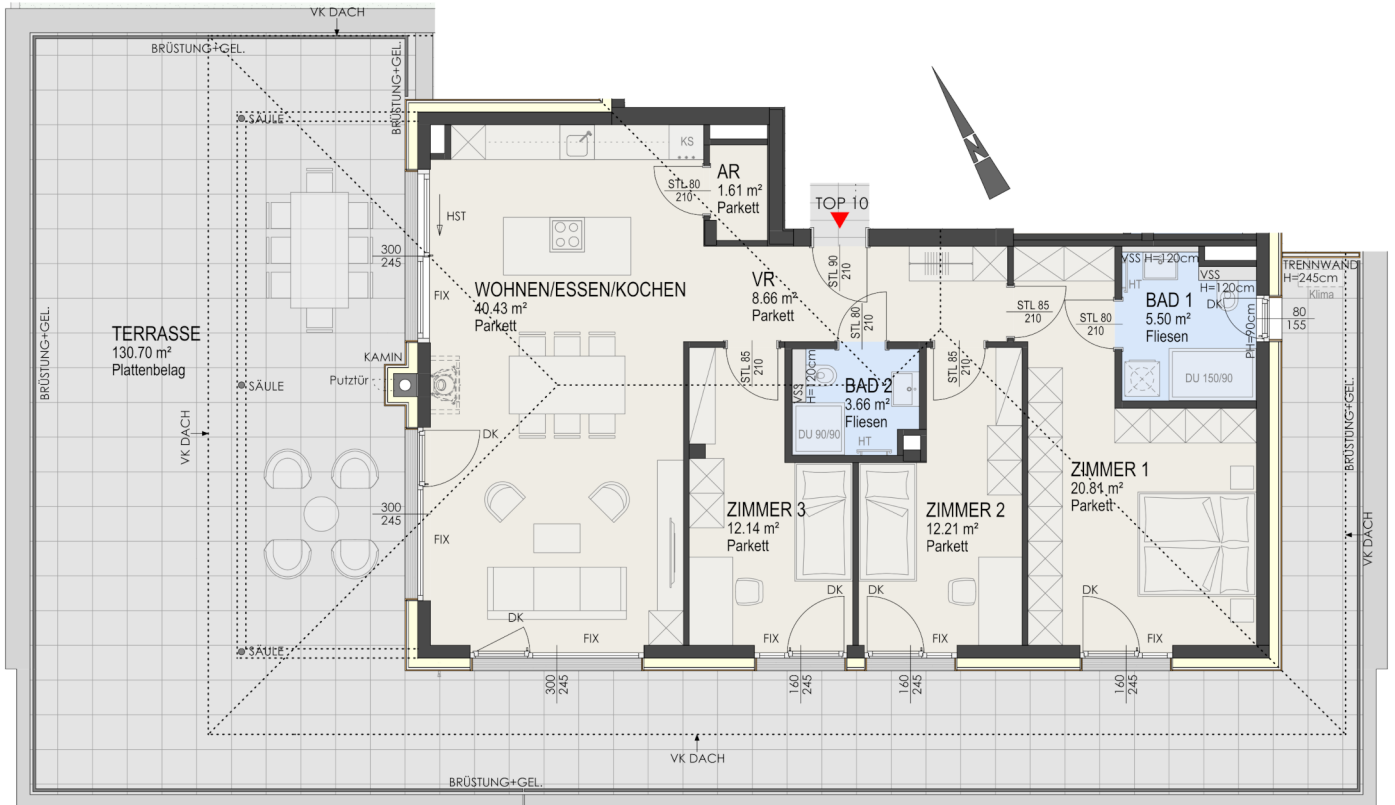 VK DACH
BRÜSTUNG+GEL.
BRÜSTUNG+GEL.
SÄULE
KS
AR
1.61 m²
Parkett
STL 80
210
TOP 10
HST
300
245
FIX
WOHNEN/ESSEN/KOCHEN
40.43 m²
Parkett
VR
8.66 m²
Parkett
STL 90
210
STL 80
210
STL 85
210
STL 80
210
VSS H=120cm
HT
VSS
H=120cm
DK
BAD 1
5.50 m²
Fliesen
PH=90cm
DU 150/90
TRENNWAND
H=245cm
Klima
80
155
BRÜSTUNG+GEL.
TERRASSE
130.70 m²
Plattenbelag
KAMIN
Putztür
SÄULE
VK DACH
STL 85
210
VSS
H=120cm
BAD 2
3.66 m²
Fliesen
DU 90/90
HT
STL 85
210
BRÜSTUNG+GEL.
DK
300
245
FIX
ZIMMER 3
12.14 m²
Parkett
ZIMMER 2
12.21 m²
Parkett
ZIMMER 1
20.81 m²
Parkett
VK DACH
SÄULE
DK
FIX
FIX
DK
DK
FIX
DK
FIX
300
245
160
245
160
245
160
245
VK DACH
BRÜSTUNG+GEL.
N